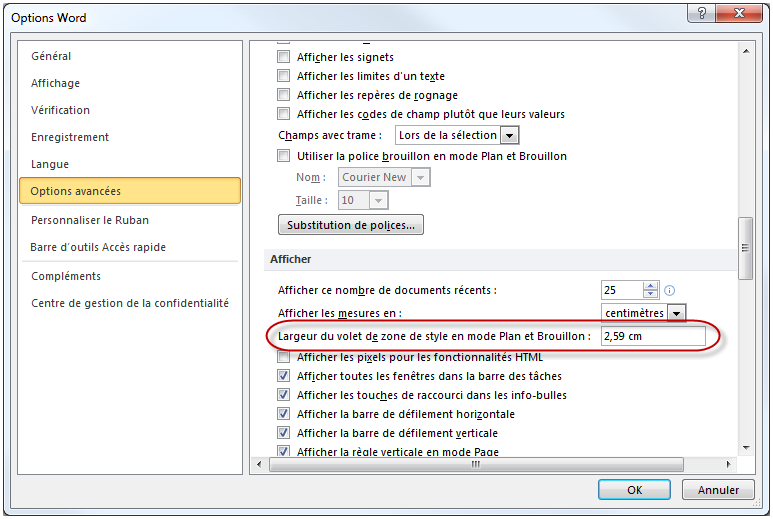 Options Word
Général
Affichage
Vérification
Enregistrement
Langue
Options avancées
Personnaliser le Ruban
Barre d'outils Accès rapide
Compléments
Centre de gestion de la confidentialité
Afficher les signets
Afficher les limites d'un texte
Afficher les repères de rognage
Afficher les codes de champ plutôt que leurs valeurs
Champs avec trame : Lors de la sélection
Utiliser la police brouillon en mode Plan et Brouillon
Nom : Courier New
Taille : 10
Substitution de polices...
Afficher
Afficher ce nombre de documents récents : 25
Afficher les mesures en : centimètres
Largeur du volet de zone de style en mode Plan et Brouillon : 2,59 cm
Afficher les pixels pour les fonctionnalités HTML
Afficher toutes les fenêtres dans la barre des tâches
Afficher les touches de raccourci dans les info-bulles
Afficher la barre de défilement horizontale
Afficher la barre de défilement verticale
Afficher la règle verticale en mode Page
OK Annuler